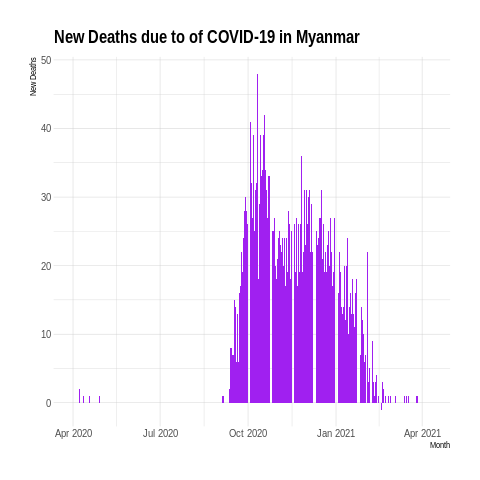 New Deaths due to of COVID-19 in Myanmar
New Deaths
50
40
30
20
10
0
Apr 2020 Jul 2020 Oct 2020 Jan 2021 Apr 2021
Month